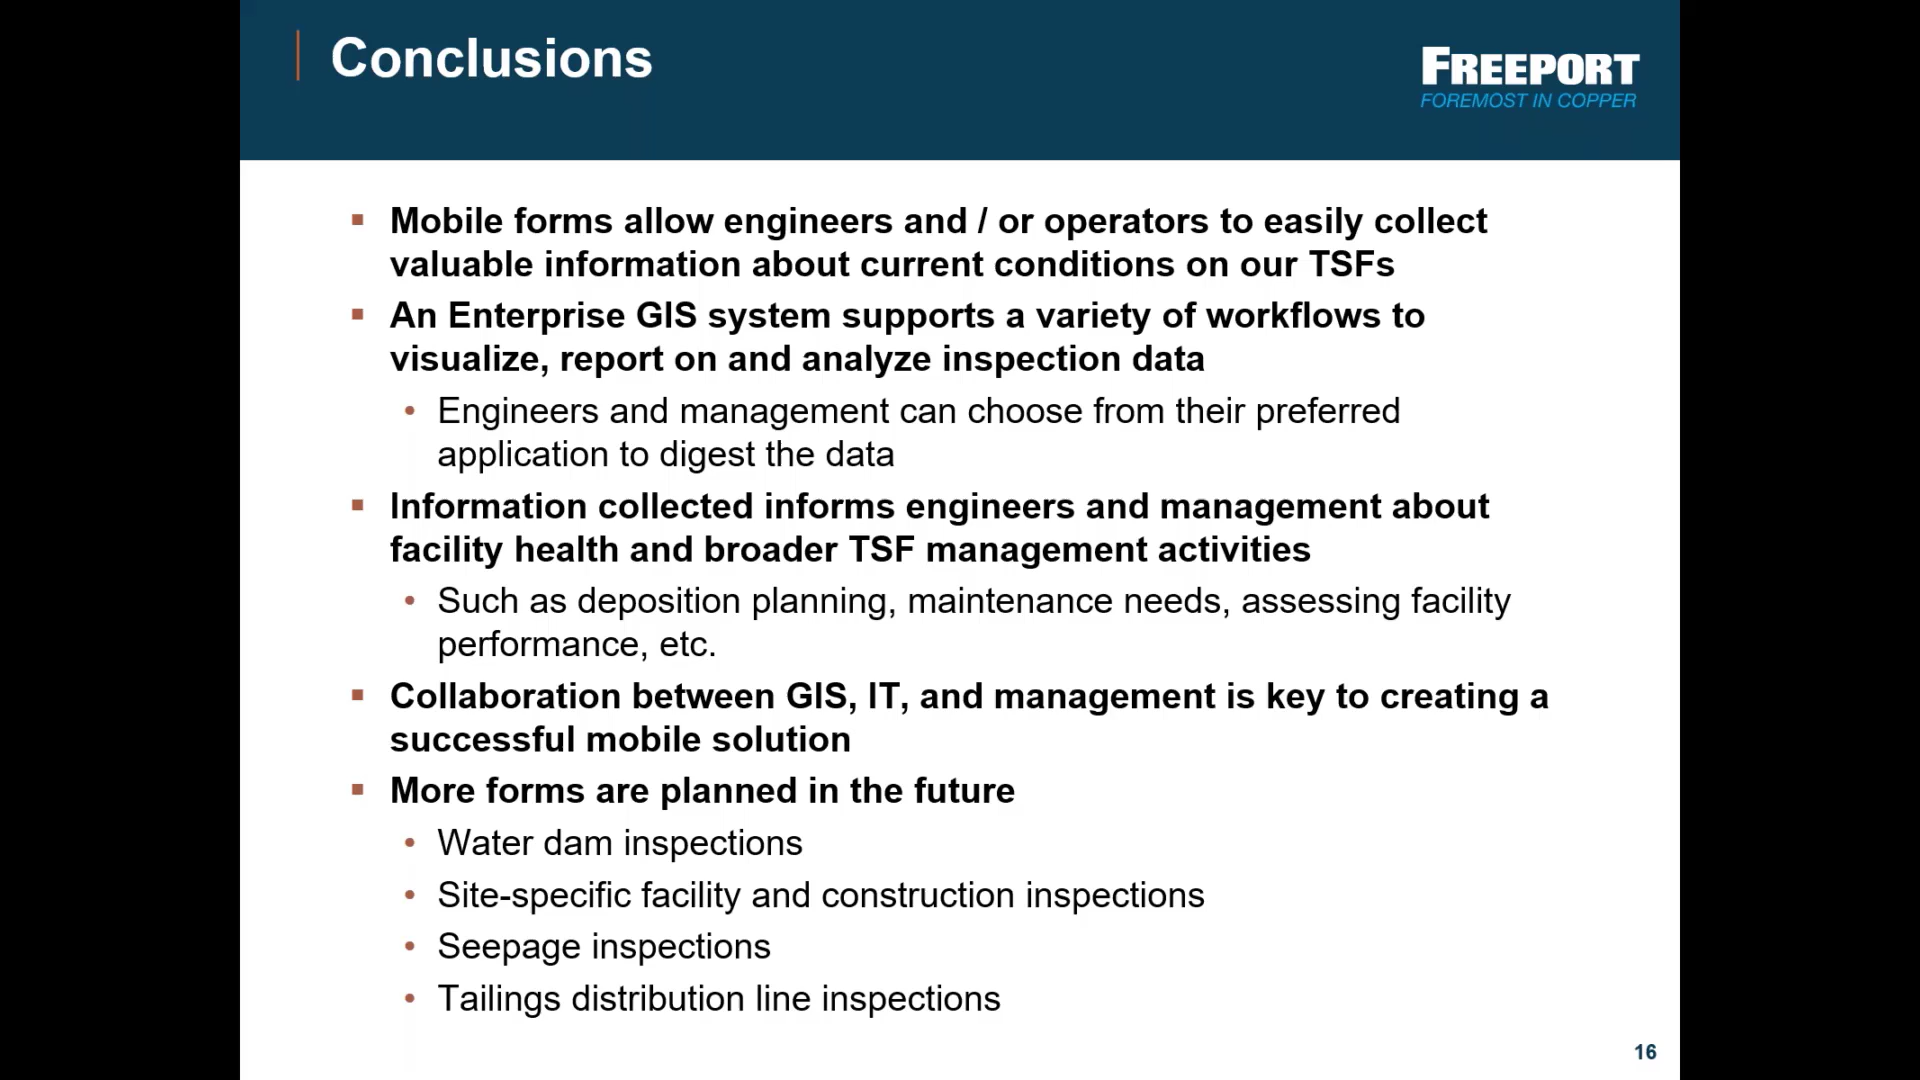 Conclusions
FREEPORT
FOREMOST IN COPPER
▪ Mobile forms allow engineers and / or operators to easily collect
valuable information about current conditions on our TSFs
▪ An Enterprise GIS system supports a variety of workflows to
visualize, report on and analyze inspection data
• Engineers and management can choose from their preferred
application to digest the data
▪ Information collected informs engineers and management about
facility health and broader TSF management activities
• Such as deposition planning, maintenance needs, assessing facility
performance, etc.
▪ Collaboration between GIS, IT, and management is key to creating a
successful mobile solution
▪ More forms are planned in the future
• Water dam inspections
• Site-specific facility and construction inspections
• Seepage inspections
• Tailings distribution line inspections
16